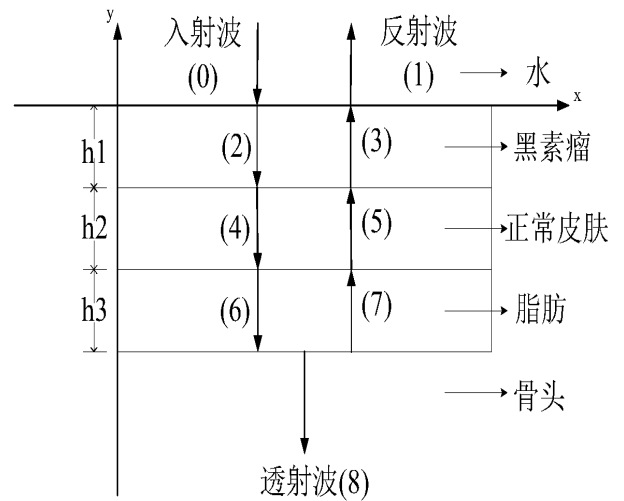 y
入射波 反射波
(0) (1) 水
x
h1 (2) (3) 黑素瘤
h2 (4) (5) 正常皮肤
h3 (6) (7) 脂肪
骨头
透射波(8)